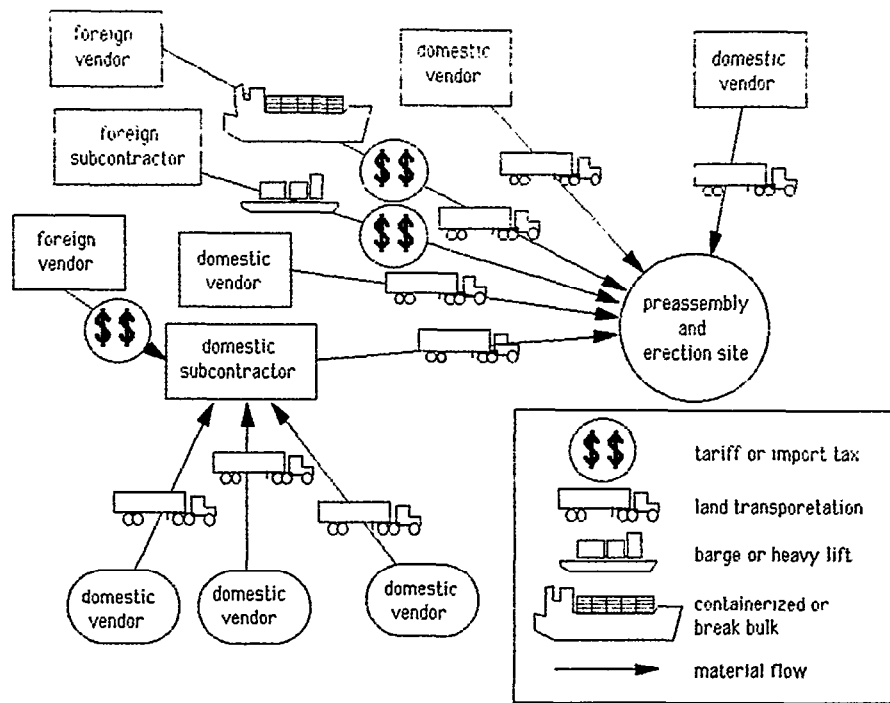 foreign
vendor
domestic
vendor
domestic
vendor
foreign
subcontractor
$ $
$ $
foreign
vendor
domestic
vendor
$ $
domestic
subcontractor
preassembly
and
erection site
domestic
vendor
domestic
vendor
domestic
vendor
$ $
tariff or import tax
land transporetation
barge or heavy lift
containerized or
break bulk
material flow